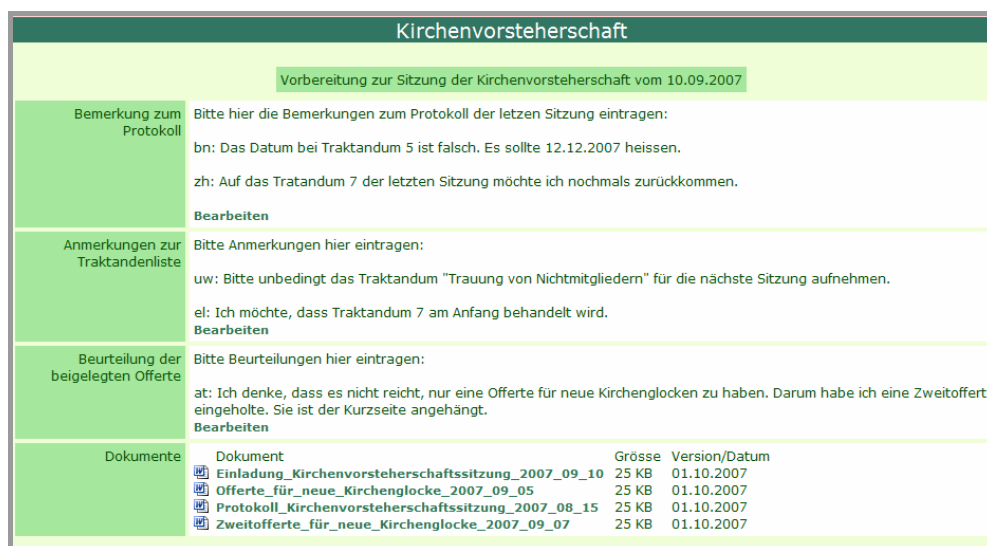 Kirchenvorsteherschaft
Vorbereitung zur Sitzung der Kirchenvorsteherschaft vom 10.09.2007
Bemerkung zum
Protokoll
Bitte hier die Bemerkungen zum Protokoll der letzen Sitzung eintragen:
bn: Das Datum bei Traktandum 5 ist falsch. Es sollte 12.12.2007 heissen.
zh: Auf das Tratandum 7 der letzten Sitzung möchte ich nochmals zurückkommen.
Bearbeiten
Anmerkungen zur
Traktandenliste
Bitte Anmerkungen hier eintragen:
uw: Bitte unbedingt das Traktandum "Trauung von Nichtmitgliedern" für die nächste Sitzung aufnehmen.
el: Ich möchte, dass Traktandum 7 am Anfang behandelt wird.
Bearbeiten
Beurteilung der
beigelegten Offerte
Bitte Beurteilungen hier eintragen:
at: Ich denke, dass es nicht reicht, nur eine Offerte für neue Kirchenglocken zu haben. Darum habe ich eine Zweitoffert
eingeholte. Sie ist der Kurzseite angehängt.
Bearbeiten
Dokumente
Dokument Grösse Version/Datum
Einladung_Kirchenvorsteherschaftssitzung_2007_09_10 25 KB 01.10.2007
Offerte_für_neue_Kirchenglocke_2007_09_05 25 KB 01.10.2007
Protokoll_Kirchenvorsteherschaftssitzung_2007_08_15 25 KB 01.10.2007
Zweitofferte_für_neue_Kirchenglocke_2007_09_07 25 KB 01.10.2007